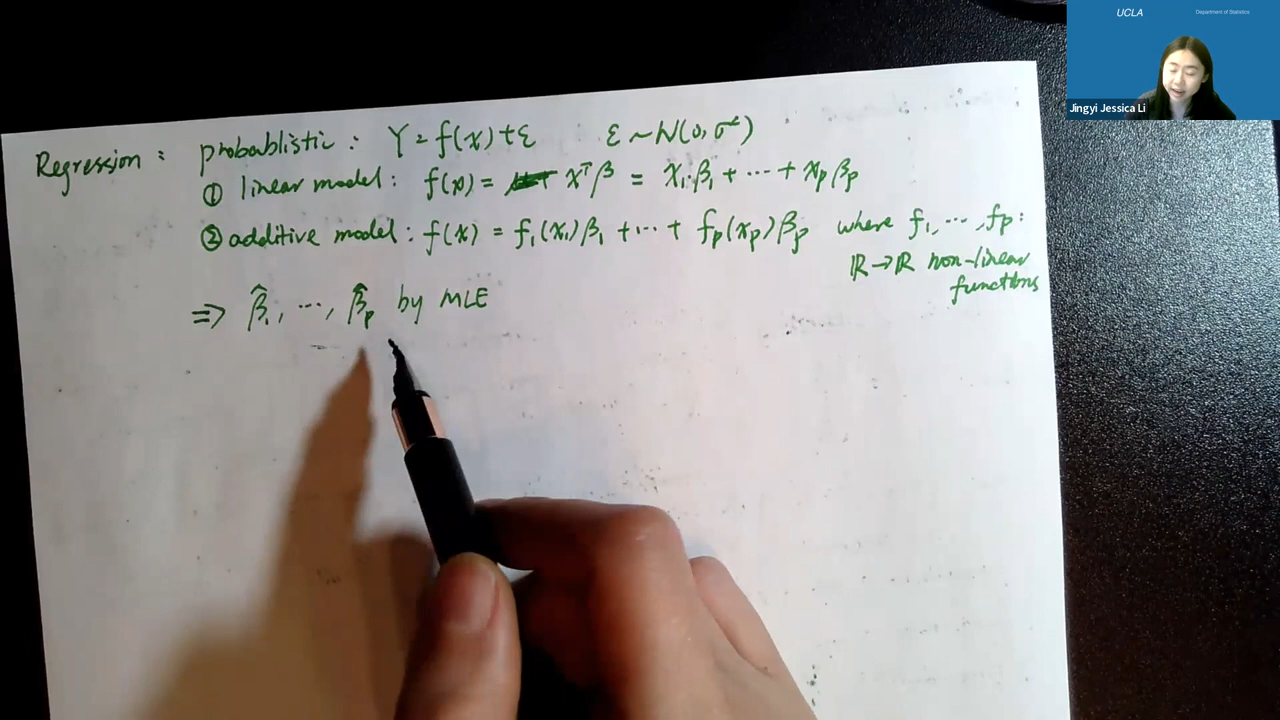 UCLA
Department of Statistics
Jingyi Jessica Li
Regression: probablistic: Y = f(x) + ε ε ~ N(0, σ²)
① linear model: f(x) = xᵀβ = x₁β₁ + ⋯ + xₚβₚ
② additive model: f(x) = f₁(x₁)β₁ + ⋯ + fₚ(xₚ)βₚ where f₁, ⋯, fₚ:
ℝ → ℝ non-linear
functions
⇒ β̂₁, ⋯, β̂ₚ by MLE